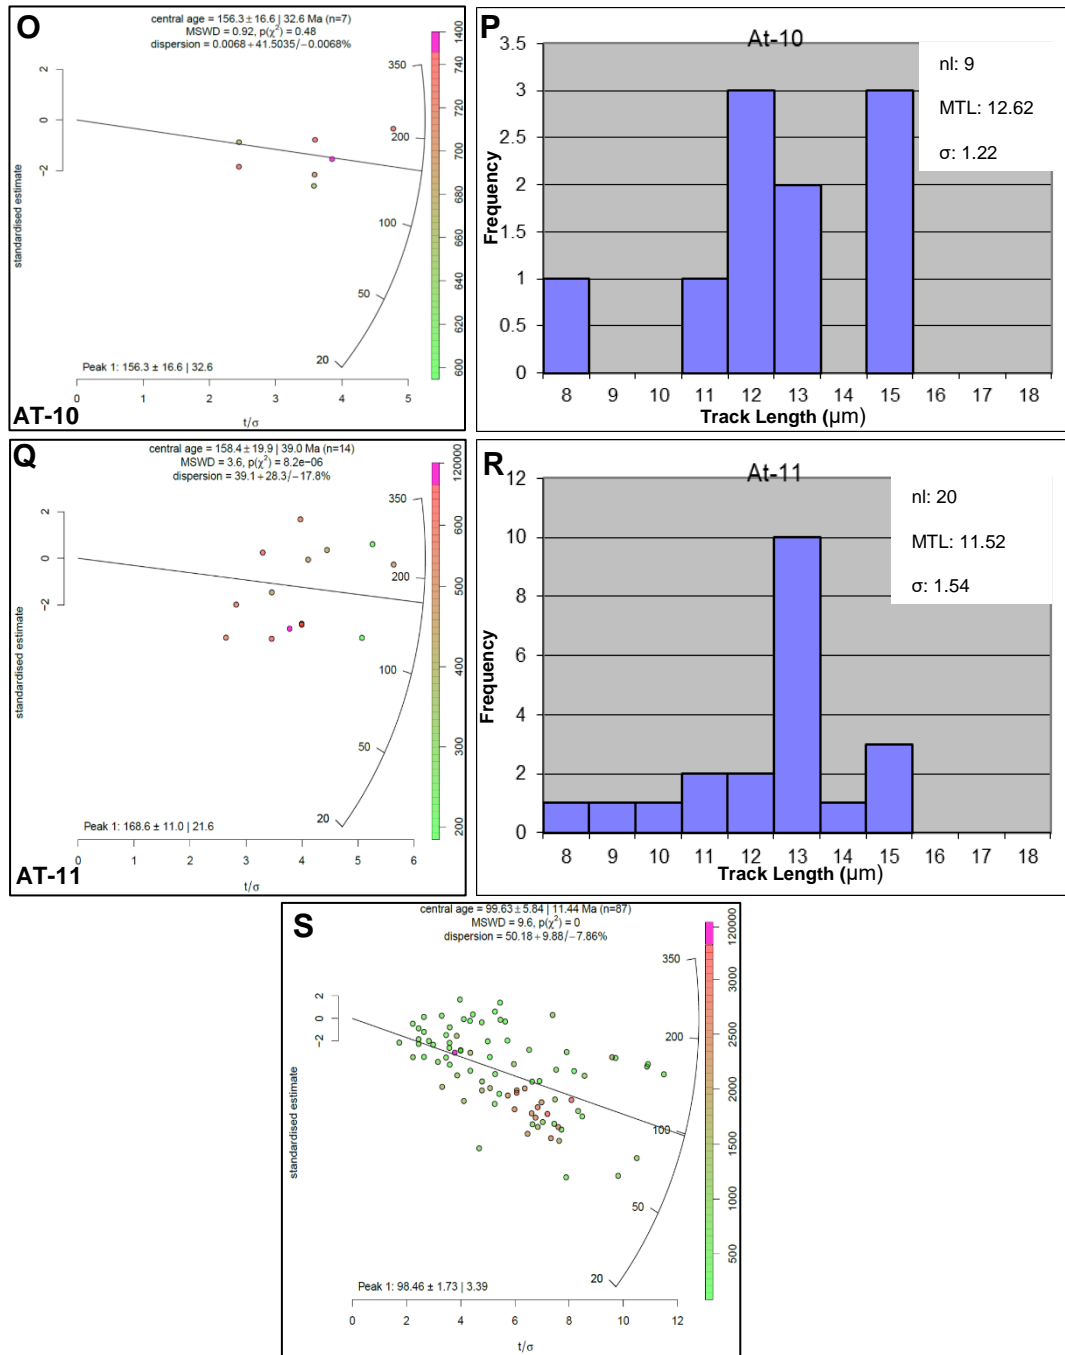 O
central age = 156.3 ± 16.6 | 32.6 Ma (n=7)
MSWD = 0.92, p(χ²) = 0.48
dispersion = 0.0068+41.5035/−0.0068%
2
0
−2
standardised estimate
350
200
100
50
20
1400
740
720
700
680
660
640
620
600
Peak 1: 156.3 ± 16.6 | 32.6
0 1 2 3 4 5
t/σ
AT-10
P
At-10
nl: 9
MTL: 12.62
σ: 1.22
Frequency
3.5
3
2.5
2
1.5
1
0.5
0
8 9 10 11 12 13 14 15 16 17 18
Track Length (µm)
Q
central age = 158.4 ± 19.9 | 39.0 Ma (n=14)
MSWD = 3.6, p(χ²) = 8.2e−06
dispersion = 39.1+28.3/−17.8%
2
0
−2
standardised estimate
350
200
100
50
20
120000
600
500
400
300
200
Peak 1: 168.6 ± 11.0 | 21.6
0 1 2 3 4 5 6
t/σ
AT-11
R
At-11
nl: 20
MTL: 11.52
σ: 1.54
Frequency
12
10
8
6
4
2
0
8 9 10 11 12 13 14 15 16 17 18
Track Length (µm)
S
central age = 99.63 ± 5.84 | 11.44 Ma (n=87)
MSWD = 9.6, p(χ²) = 0
dispersion = 50.18+9.88/−7.86%
2
0
−2
standardised estimate
350
200
100
50
20
120000
3000
2500
2000
1500
1000
500
Peak 1: 98.46 ± 1.73 | 3.39
0 2 4 6 8 10 12
t/σ